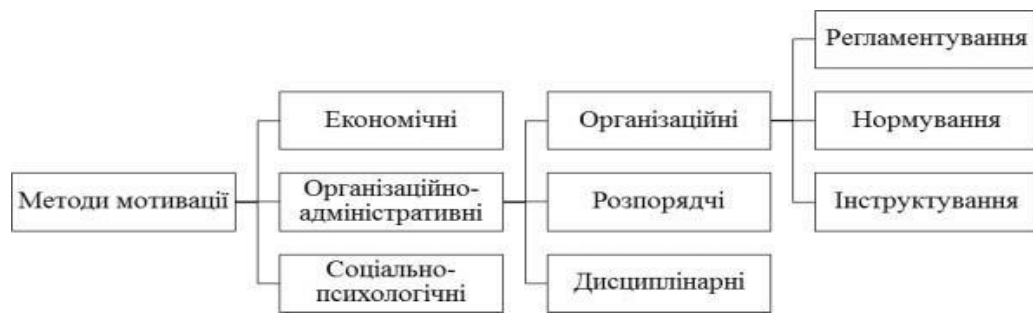 Методи мотивації
Економічні
Організаційно-
адміністративні
Соціально-
психологічні
Організаційні
Розпорядчі
Дисциплінарні
Регламентування
Нормування
Інструктування